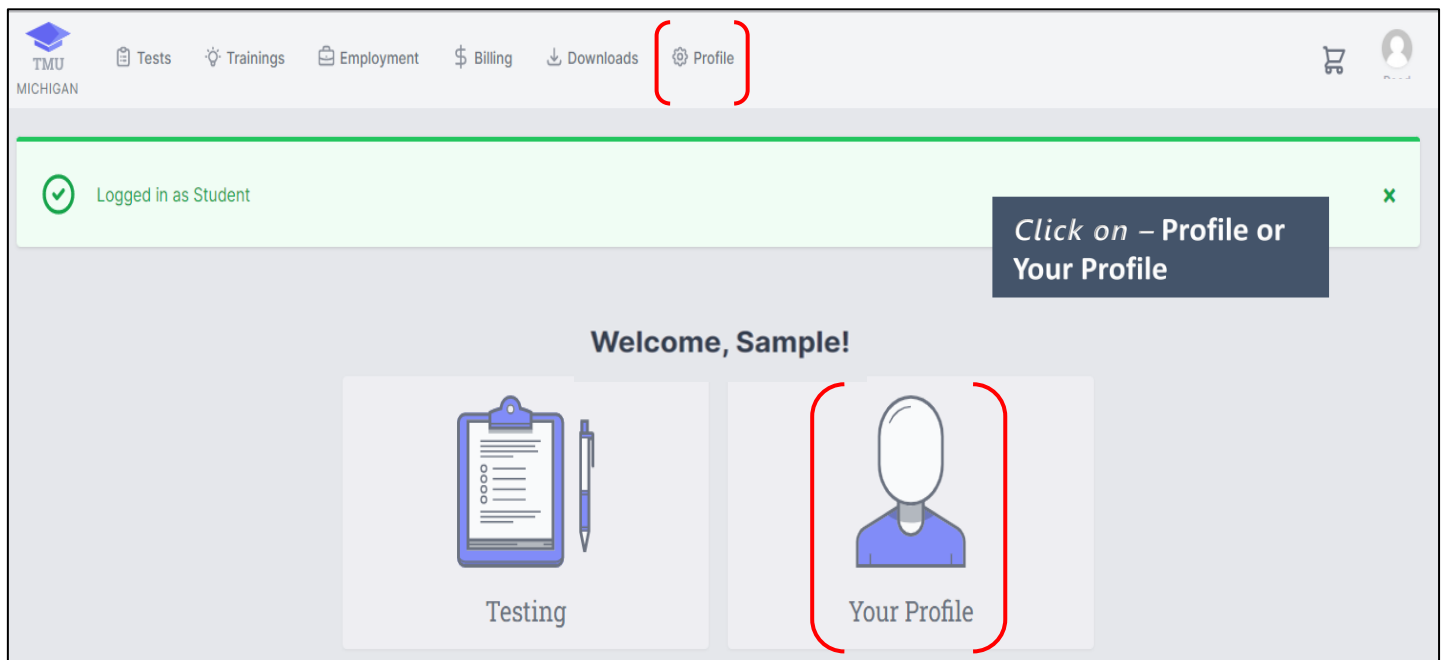 TMU
MICHIGAN
Tests Trainings Employment $ Billing Downloads Profile
Logged in as Student
x
Click on – Profile or
Your Profile
Welcome, Sample!
Testing
Your Profile